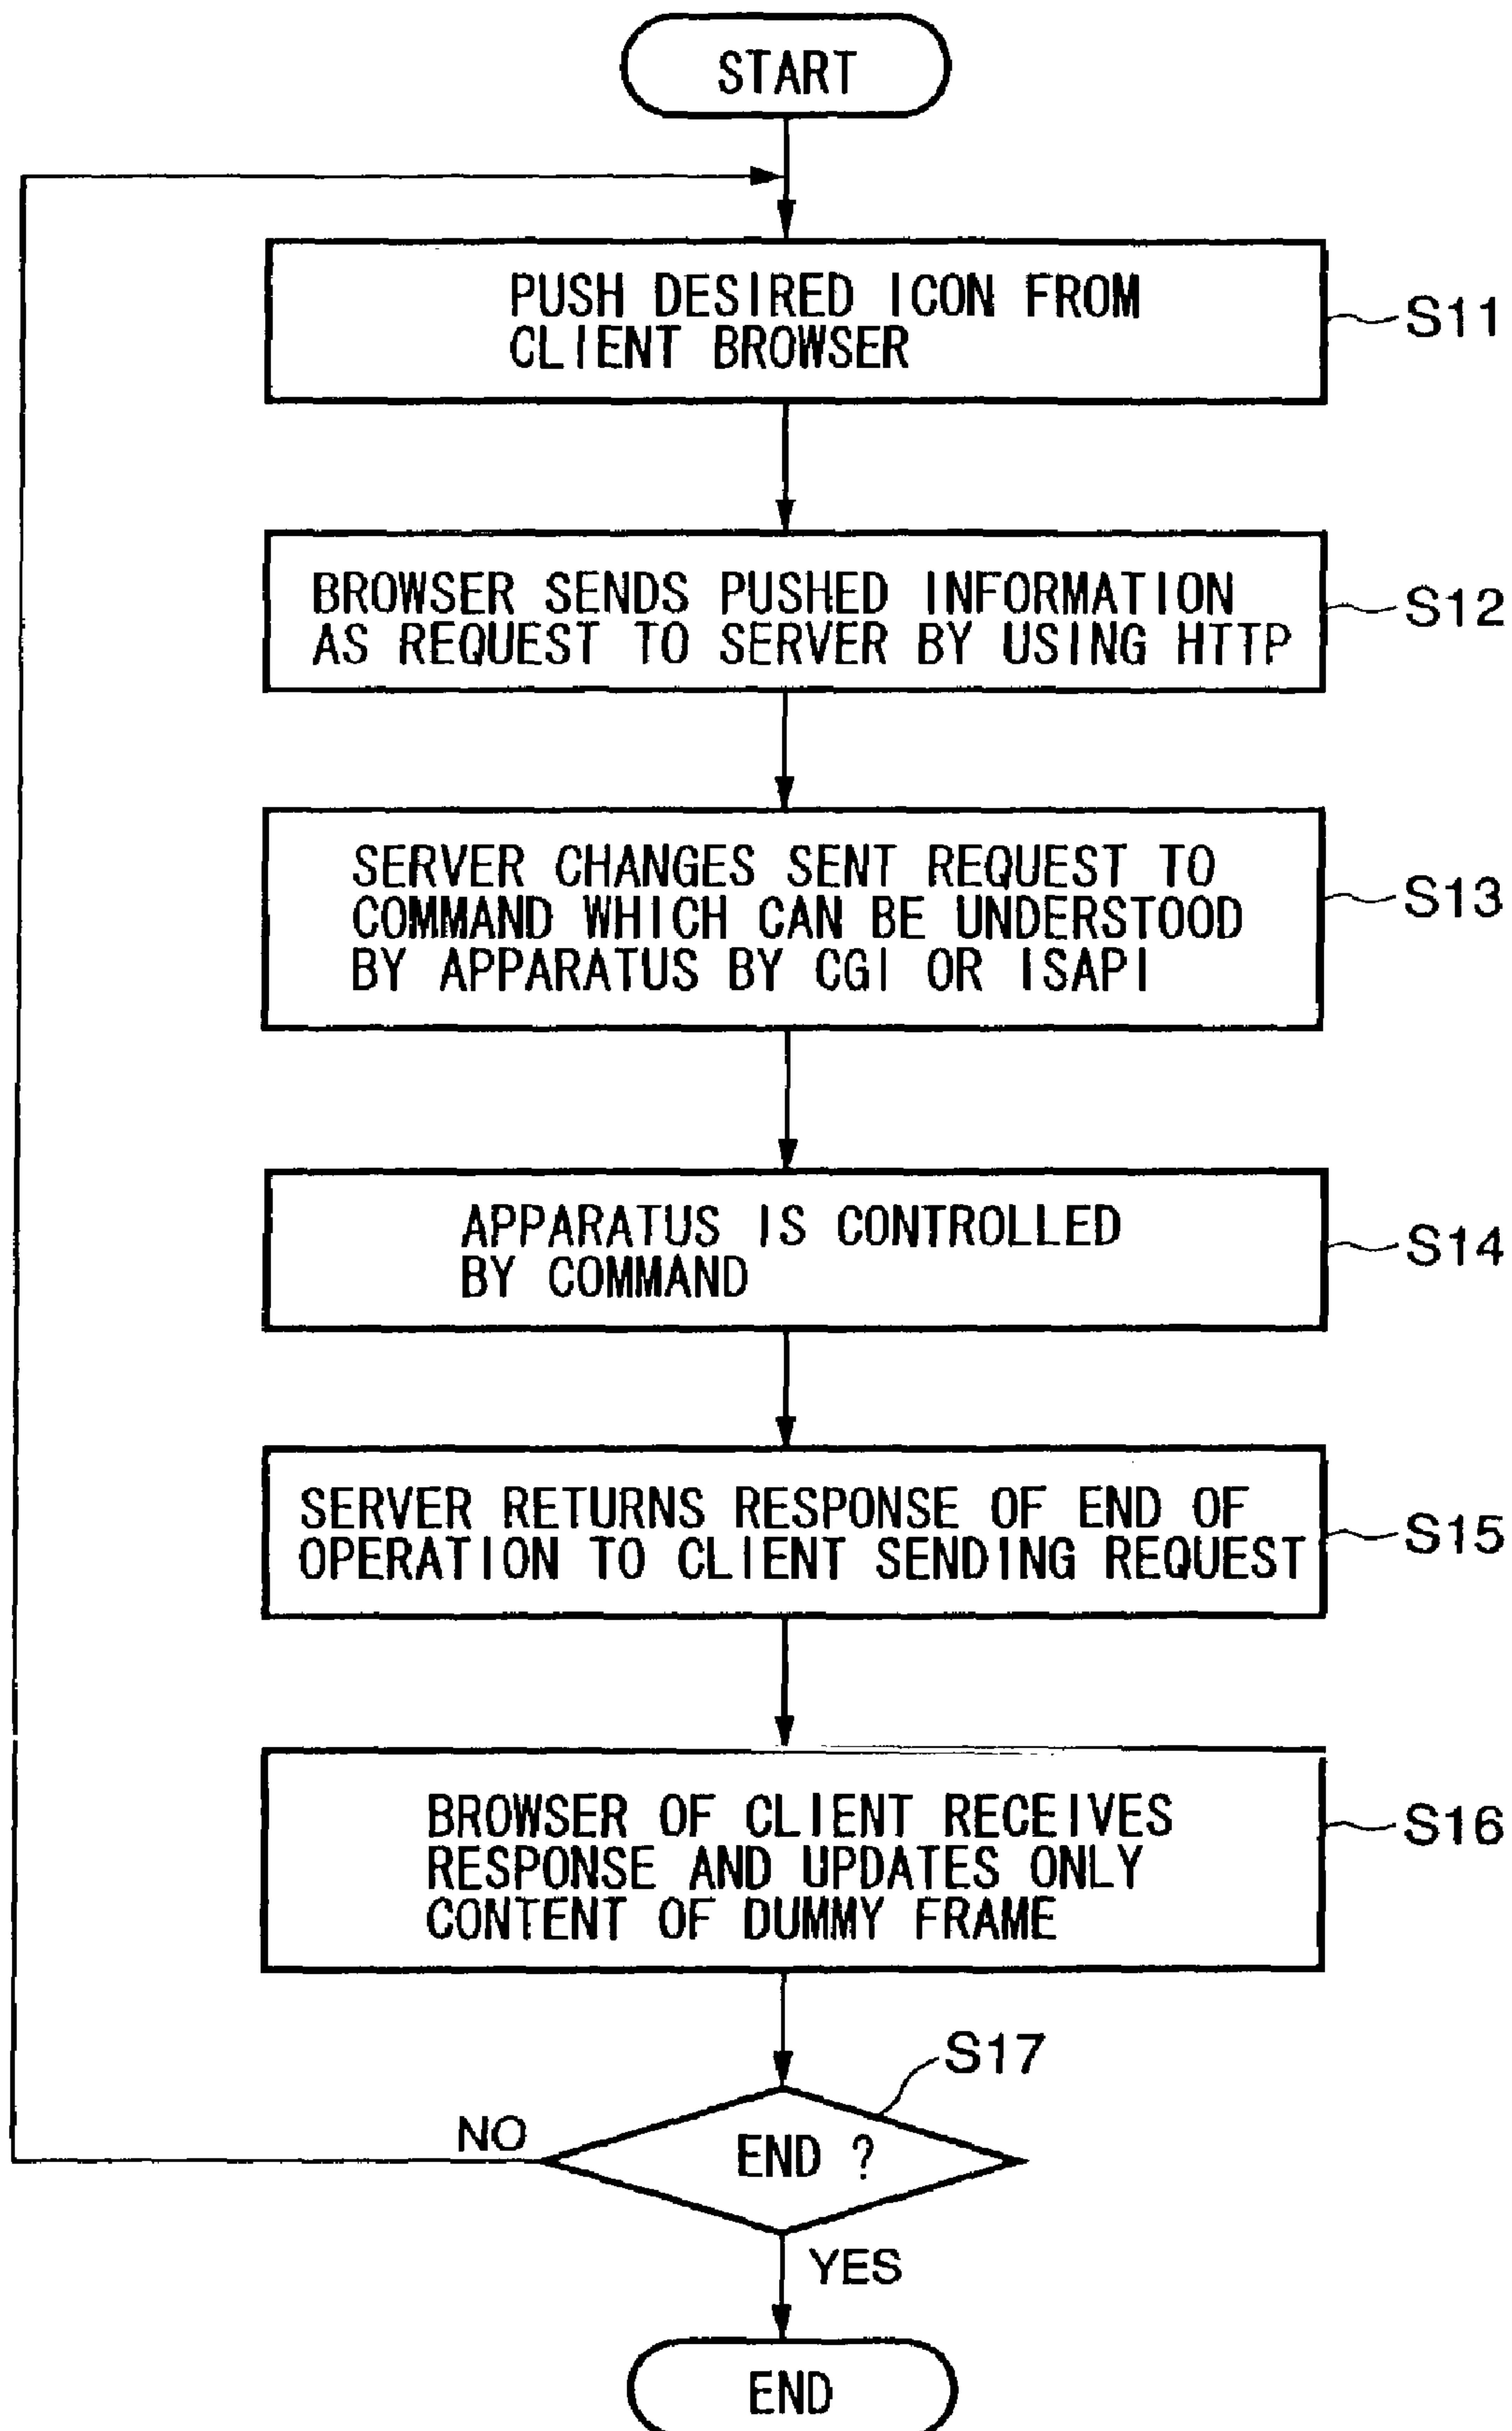 START
PUSH DESIRED ICON FROM
CLIENT BROWSER
S11
BROWSER SENDS PUSHED INFORMATION
AS REQUEST TO SERVER BY USING HTTP
S12
SERVER CHANGES SENT REQUEST TO
COMMAND WHICH CAN BE UNDERSTOOD
BY APPARATUS BY CGI OR ISAPI
S13
APPARATUS IS CONTROLLED
BY COMMAND
S14
SERVER RETURNS RESPONSE OF END OF
OPERATION TO CLIENT SENDING REQUEST
S15
BROWSER OF CLIENT RECEIVES
RESPONSE AND UPDATES ONLY
CONTENT OF DUMMY FRAME
S16
S17
NO
END ?
YES
END